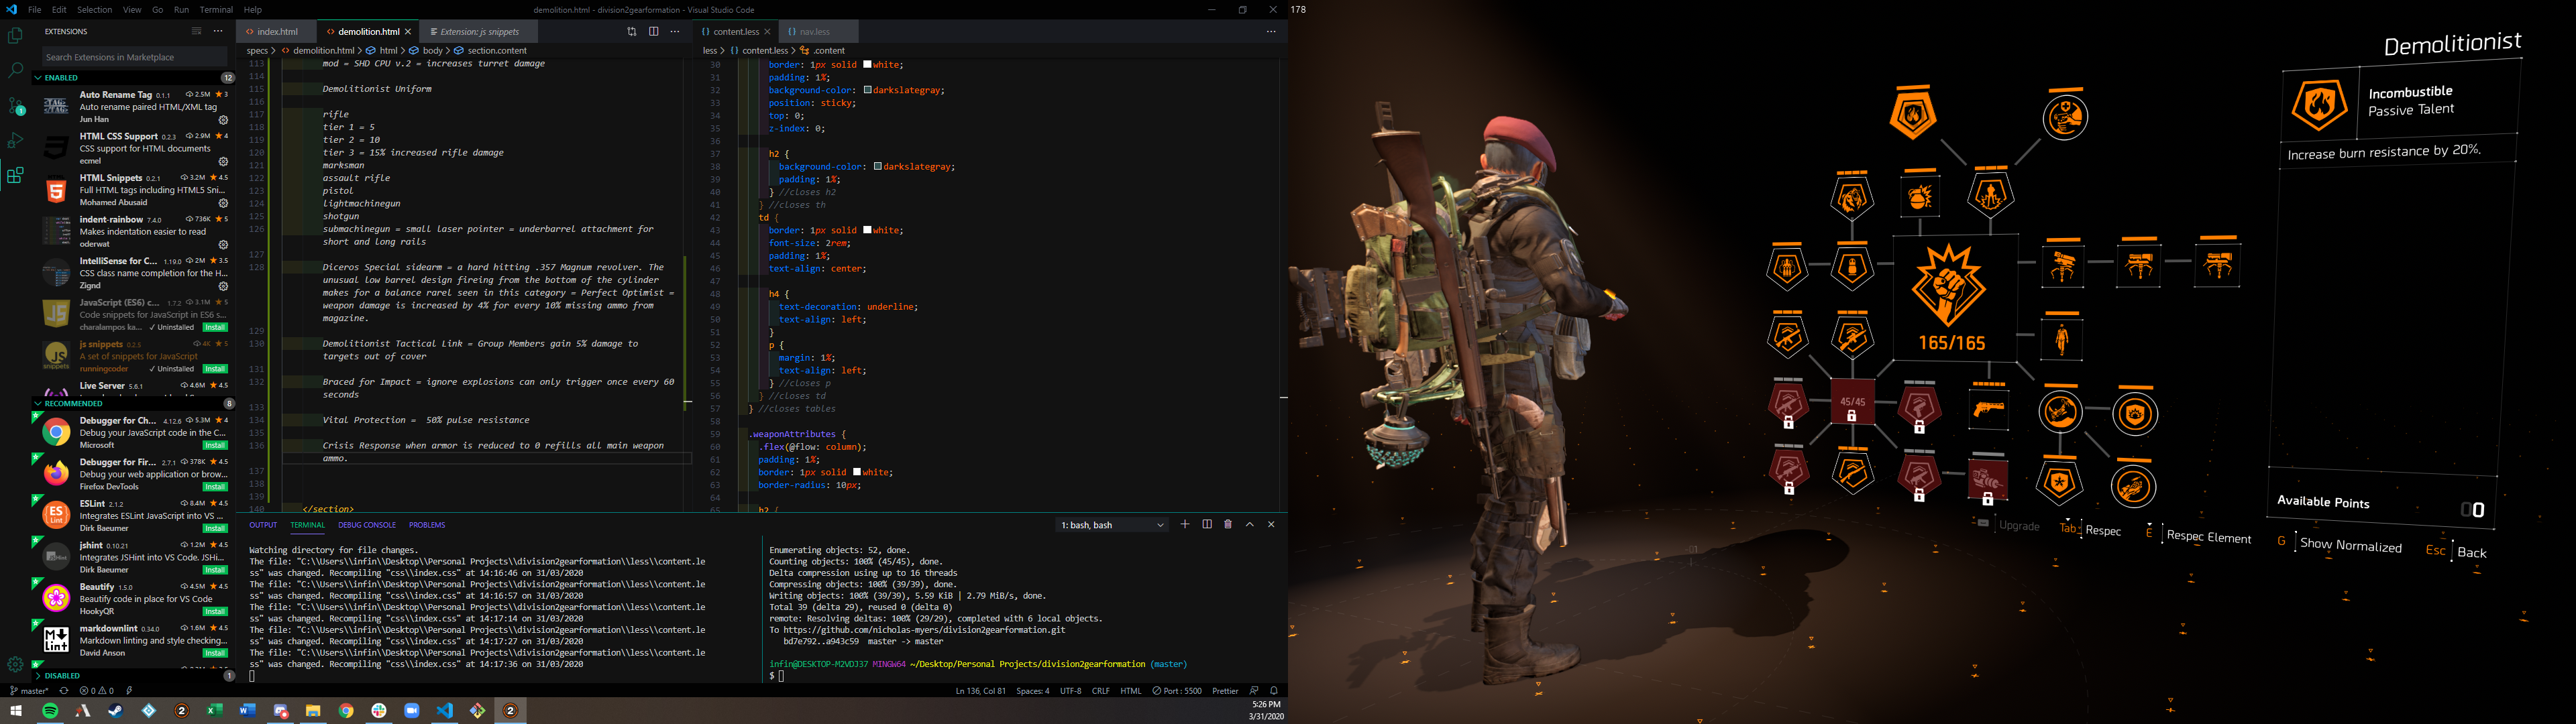 File Edit Selection View Go Run Terminal Help
demolition.html - division2gearformation - Visual Studio Code
EXTENSIONS
Search Extensions in Marketplace
ENABLED 12
Auto Rename Tag 0.1.1 2.5M 3
Auto rename paired HTML/XML tag
Jun Han
HTML CSS Support 0.2.3 2.9M 4
CSS support for HTML documents
ecmel
HTML Snippets 0.2.1 3.2M 4.5
Full HTML tags including HTML5 Sni...
Mohamed Abusaid
indent-rainbow 7.4.0 736K 5
Makes indentation easier to read
oderwat
IntelliSense for C... 1.19.0 2M 3.5
CSS class name completion for the H...
Zignd
JavaScript (ES6) c... 1.7.2 3.1M 5
Code snippets for JavaScript in ES6 s...
charalampos ka... ✓ Uninstalled Install
js snippets 0.2.5 4K 5
A set of snippets for JavaScript
runningcoder ✓ Uninstalled Install
Live Server 5.6.1 4.6M 4.5
RECOMMENDED 8
Debugger for Ch... 4.12.6 5.3M 4
Debug your JavaScript code in the C...
Microsoft Install
Debugger for Fir... 2.7.1 378K 4.5
Debug your web application or brow...
Firefox DevTools Install
ESLint 2.1.2 8.4M 4.5
Integrates ESLint JavaScript into VS ...
Dirk Baeumer Install
jshint 0.10.21 1.2M 4.5
Integrates JSHint into VS Code. JSHi...
Dirk Baeumer Install
Beautify 1.5.0 4.5M 4.5
Beautify code in place for VS Code
HookyQR Install
markdownlint 0.34.0 1.6M 4.5
Markdown linting and style checking...
David Anson Install
DISABLED 1
index.html demolition.html Extension: js snippets
specs > demolition.html > html > body > section.content
113 mod = SHD CPU v.2 = increases turret damage
114
115 Demolitionist Uniform
116
117 rifle
118 tier 1 = 5
119 tier 2 = 10
120 tier 3 = 15% increased rifle damage
121 marksman
122 assault rifle
123 pistol
124 lightmachinegun
125 shotgun
126 submachinegun = small laser pointer = underbarrel attachment for
short and long rails
127
128 Diceros Special sidearm = a hard hitting .357 Magnum revolver. The
unusual low barrel design fireing from the bottom of the cylinder
makes for a balance rarel seen in this category = Perfect Optimist =
weapon damage is increased by 4% for every 10% missing ammo from
magazine.
129
130 Demolitionist Tactical Link = Group Members gain 5% damage to
targets out of cover
131
132 Braced for Impact = ignore explosions can only trigger once every 60
seconds
133
134 Vital Protection = 50% pulse resistance
135
136 Crisis Response when armor is reduced to 0 refills all main weapon
ammo.
137
138
139
140 </section>
content.less nav.less
less > content.less > .content
30 border: 1px solid white;
31 padding: 1%;
32 background-color: darkslategray;
33 position: sticky;
34 top: 0;
35 z-index: 0;
36
37 h2 {
38 background-color: darkslategray;
39 padding: 1%;
40 } //closes h2
41 } //closes th
42 td {
43 border: 1px solid white;
44 font-size: 2rem;
45 padding: 1%;
46 text-align: center;
47
48 h4 {
49 text-decoration: underline;
50 text-align: left;
51 }
52 p {
53 margin: 1%;
54 text-align: left;
55 } //closes p
56 } //closes td
57 } //closes tables
58
59 .weaponAttributes {
60 .flex(@flow: column);
61 padding: 1%;
62 border: 1px solid white;
63 border-radius: 10px;
64
65 h2 {
OUTPUT TERMINAL DEBUG CONSOLE PROBLEMS
1: bash, bash
Watching directory for file changes.
The file: "C:\\Users\\infin\\Desktop\\Personal Projects\\division2gearformation\\less\\content.le
ss" was changed. Recompiling "css\\index.css" at 14:16:46 on 31/03/2020
The file: "C:\\Users\\infin\\Desktop\\Personal Projects\\division2gearformation\\less\\content.le
ss" was changed. Recompiling "css\\index.css" at 14:16:57 on 31/03/2020
The file: "C:\\Users\\infin\\Desktop\\Personal Projects\\division2gearformation\\less\\content.le
ss" was changed. Recompiling "css\\index.css" at 14:17:14 on 31/03/2020
The file: "C:\\Users\\infin\\Desktop\\Personal Projects\\division2gearformation\\less\\content.le
ss" was changed. Recompiling "css\\index.css" at 14:17:27 on 31/03/2020
The file: "C:\\Users\\infin\\Desktop\\Personal Projects\\division2gearformation\\less\\content.le
ss" was changed. Recompiling "css\\index.css" at 14:17:36 on 31/03/2020
Enumerating objects: 52, done.
Counting objects: 100% (45/45), done.
Delta compression using up to 16 threads
Compressing objects: 100% (39/39), done.
Writing objects: 100% (39/39), 5.59 KiB | 2.79 MiB/s, done.
Total 39 (delta 29), reused 0 (delta 0)
remote: Resolving deltas: 100% (29/29), completed with 6 local objects.
To https://github.com/nicholas-myers/division2gearformation.git
bd7e792..a943c59 master -> master
infin@DESKTOP-M2VDJ37 MINGW64 ~/Desktop/Personal Projects/division2gearformation (master)
$
master* 0 0
Ln 136, Col 81 Spaces: 4 UTF-8 CRLF HTML Port : 5500 Prettier
5:26 PM
3/31/2020
178
Demolitionist
Incombustible
Passive Talent
Increase burn resistance by 20%.
165/165
45/45
Available Points 00
Upgrade Tab Respec E Respec Element G Show Normalized Esc Back